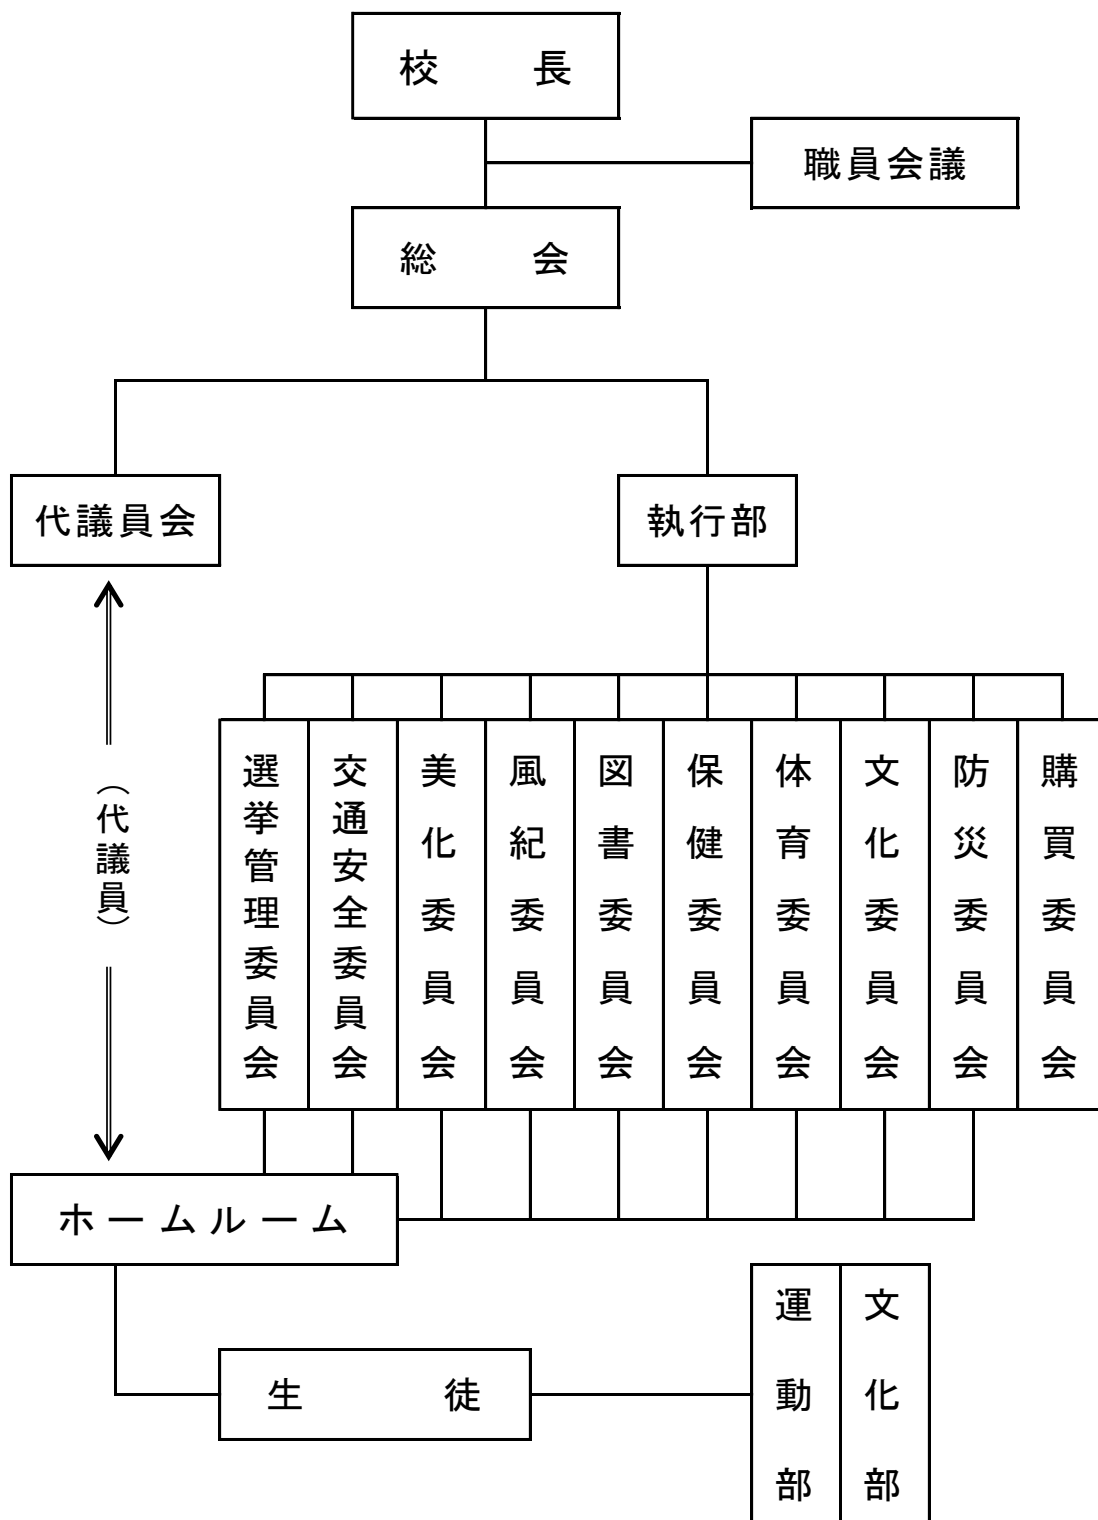 校長
職員会議
総会
代議員会
執行部
（代議員）
選挙管理委員会
交通安全委員会
美化委員会
風紀委員会
図書委員会
保健委員会
体育委員会
文化委員会
防災委員会
購買委員会
ホームルーム
生徒
運動部
文化部